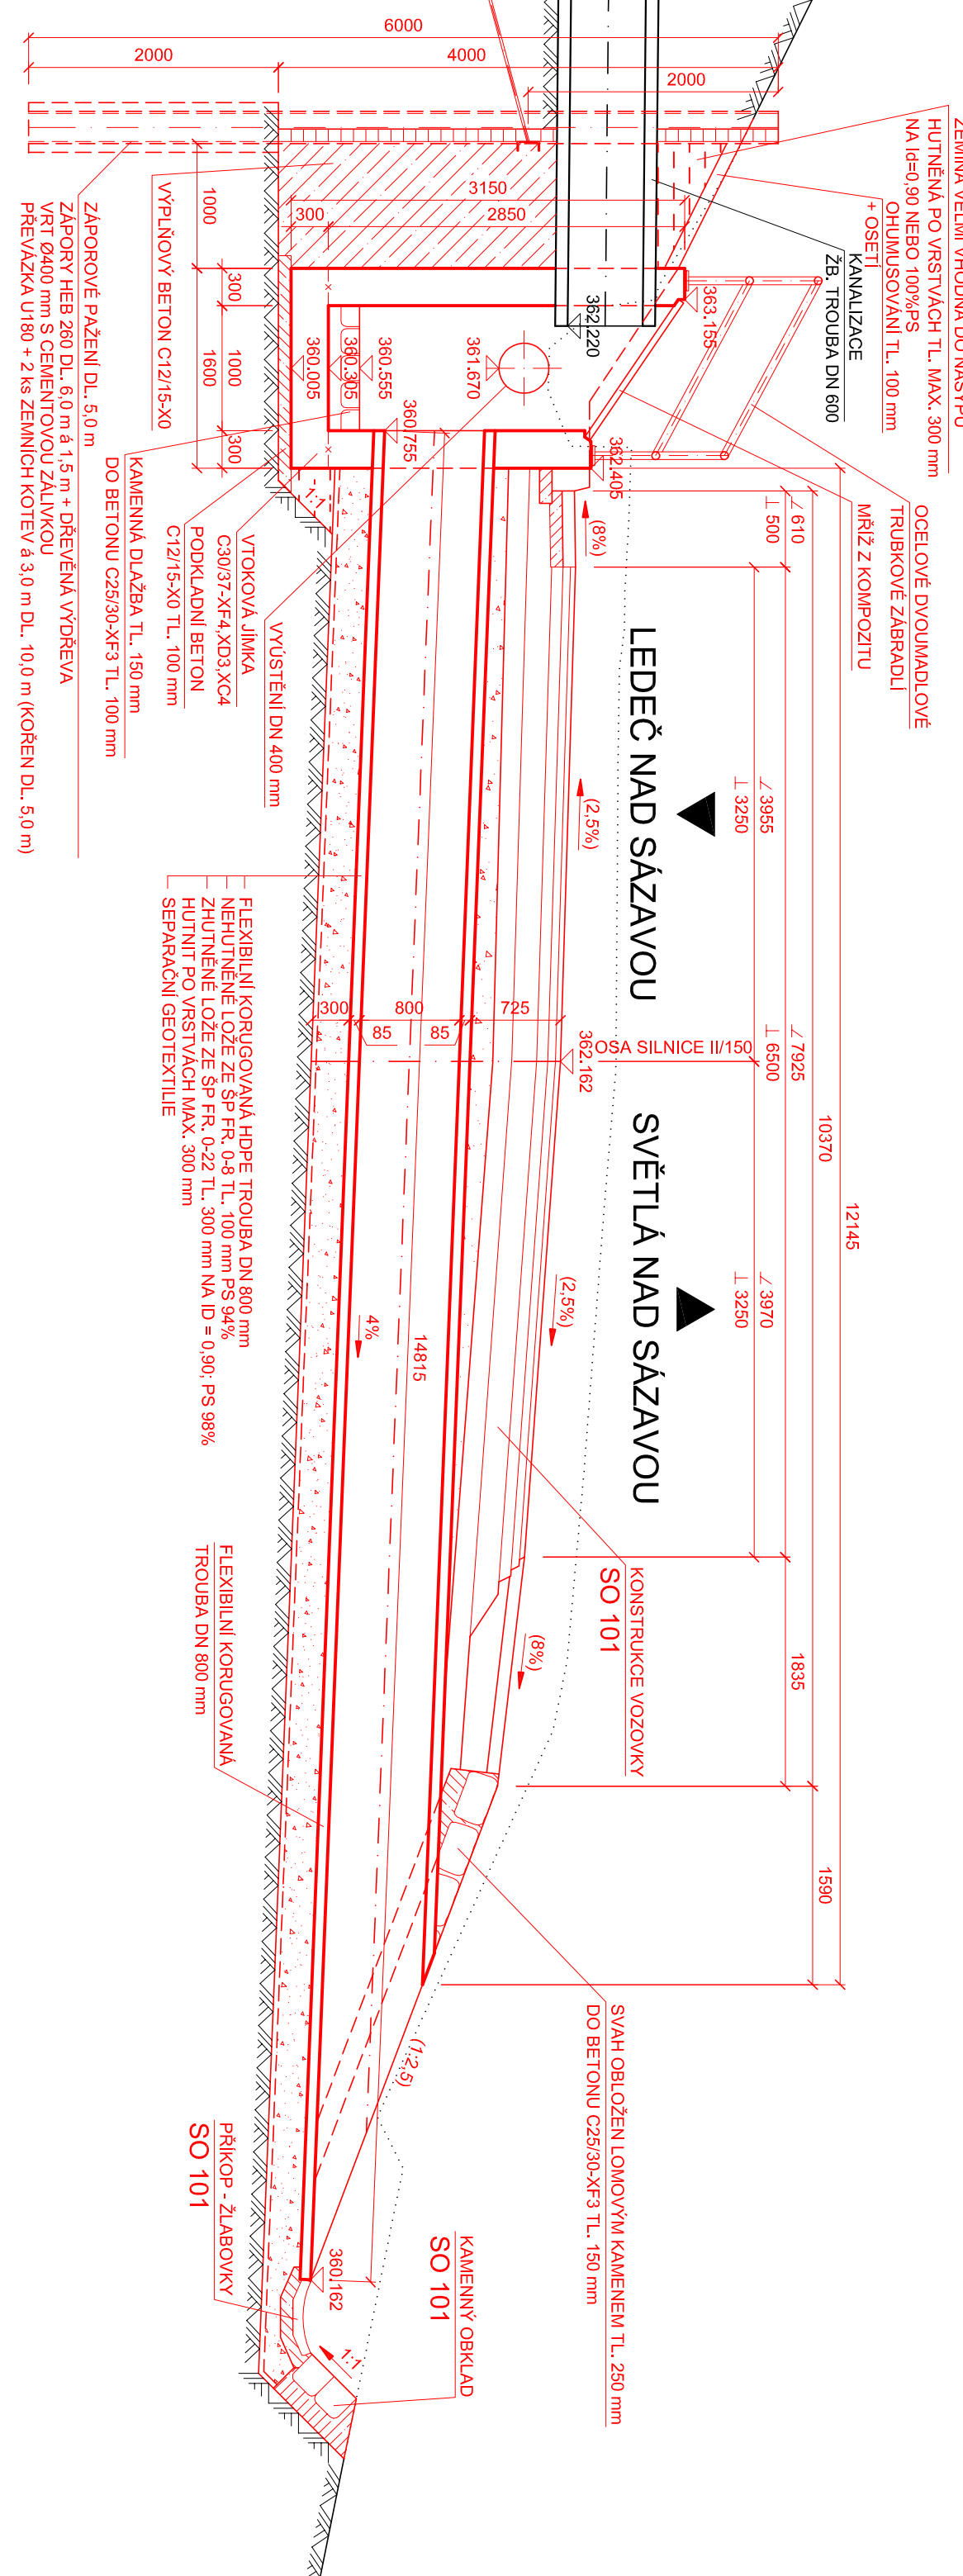 6000
2000
4000
2000
ZEMINA VELMI VHODNÁ DO NÁSYPU
HUTNĚNÁ PO VRSTVÁCH TL. MAX. 300 mm
NA Id=0,90 NEBO 100%PS
OHUMUSOVÁNÍ TL. 100 mm
+ OSETÍ
KANALIZACE
ŽB. TROUBA DN 600
OCELOVÉ DVOUMADLOVÉ
TRUBKOVÉ ZÁBRADLÍ
MŘÍŽ Z KOMPOZITU
3150
300
2850
1000
300
1000
300
1600
363.155
362.220
361.670
360.555
360.305
360.005
360.755
362.405
1:1
VÝPLŇOVÝ BETON C12/15-X0
ZÁPOROVÉ PAŽENÍ DL. 5,0 m
ZÁPORY HEB 260 DL. 6,0 m á 1,5 m + DŘEVĚNÁ VÝDŘEVA
VRT Ø400 mm S CEMENTOVOU ZÁLIVKOU
PŘEVÁZKA U180 + 2 ks ZEMNÍCH KOTEV á 3,0 m DL. 10,0 m (KOŘEN DL. 5,0 m)
KAMENNÁ DLAŽBA TL. 150 mm
DO BETONU C25/30-XF3 TL. 100 mm
PODKLADNÍ BETON
C12/15-X0 TL. 100 mm
VTOKOVÁ JÍMKA
C30/37-XF4,XD3,XC4
VYÚSTĚNÍ DN 400 mm
(8%)
∠ 610
⊥ 500
LEDEČ NAD SÁZAVOU
(2,5%)
∠ 3955
⊥ 3250
∠ 7925
⊥ 6500
10370
12145
300
800
725
85
85
362.162
OSA SILNICE II/150
SVĚTLÁ NAD SÁZAVOU
(2,5%)
∠ 3970
⊥ 3250
FLEXIBILNÍ KORUGOVANÁ HDPE TROUBA DN 800 mm
NEHUTNĚNÉ LOŽE ZE ŠP FR. 0-8 TL. 100 mm PS 94%
ZHUTNĚNÉ LOŽE ZE ŠP FR. 0-22 TL. 300 mm NA ID = 0,90; PS 98%
HUTNIT PO VRSTVÁCH MAX. 300 mm
SEPARAČNÍ GEOTEXTILIE
4%
14815
KONSTRUKCE VOZOVKY
SO 101
(8%)
1835
1590
FLEXIBILNÍ KORUGOVANÁ
TROUBA DN 800 mm
SVAH OBLOŽEN LOMOVÝM KAMENEM TL. 250 mm
DO BETONU C25/30-XF3 TL. 150 mm
(1:2,5)
PŘÍKOP - ŽLABOVKY
SO 101
360.162
1:1
KAMENNÝ OBKLAD
SO 101